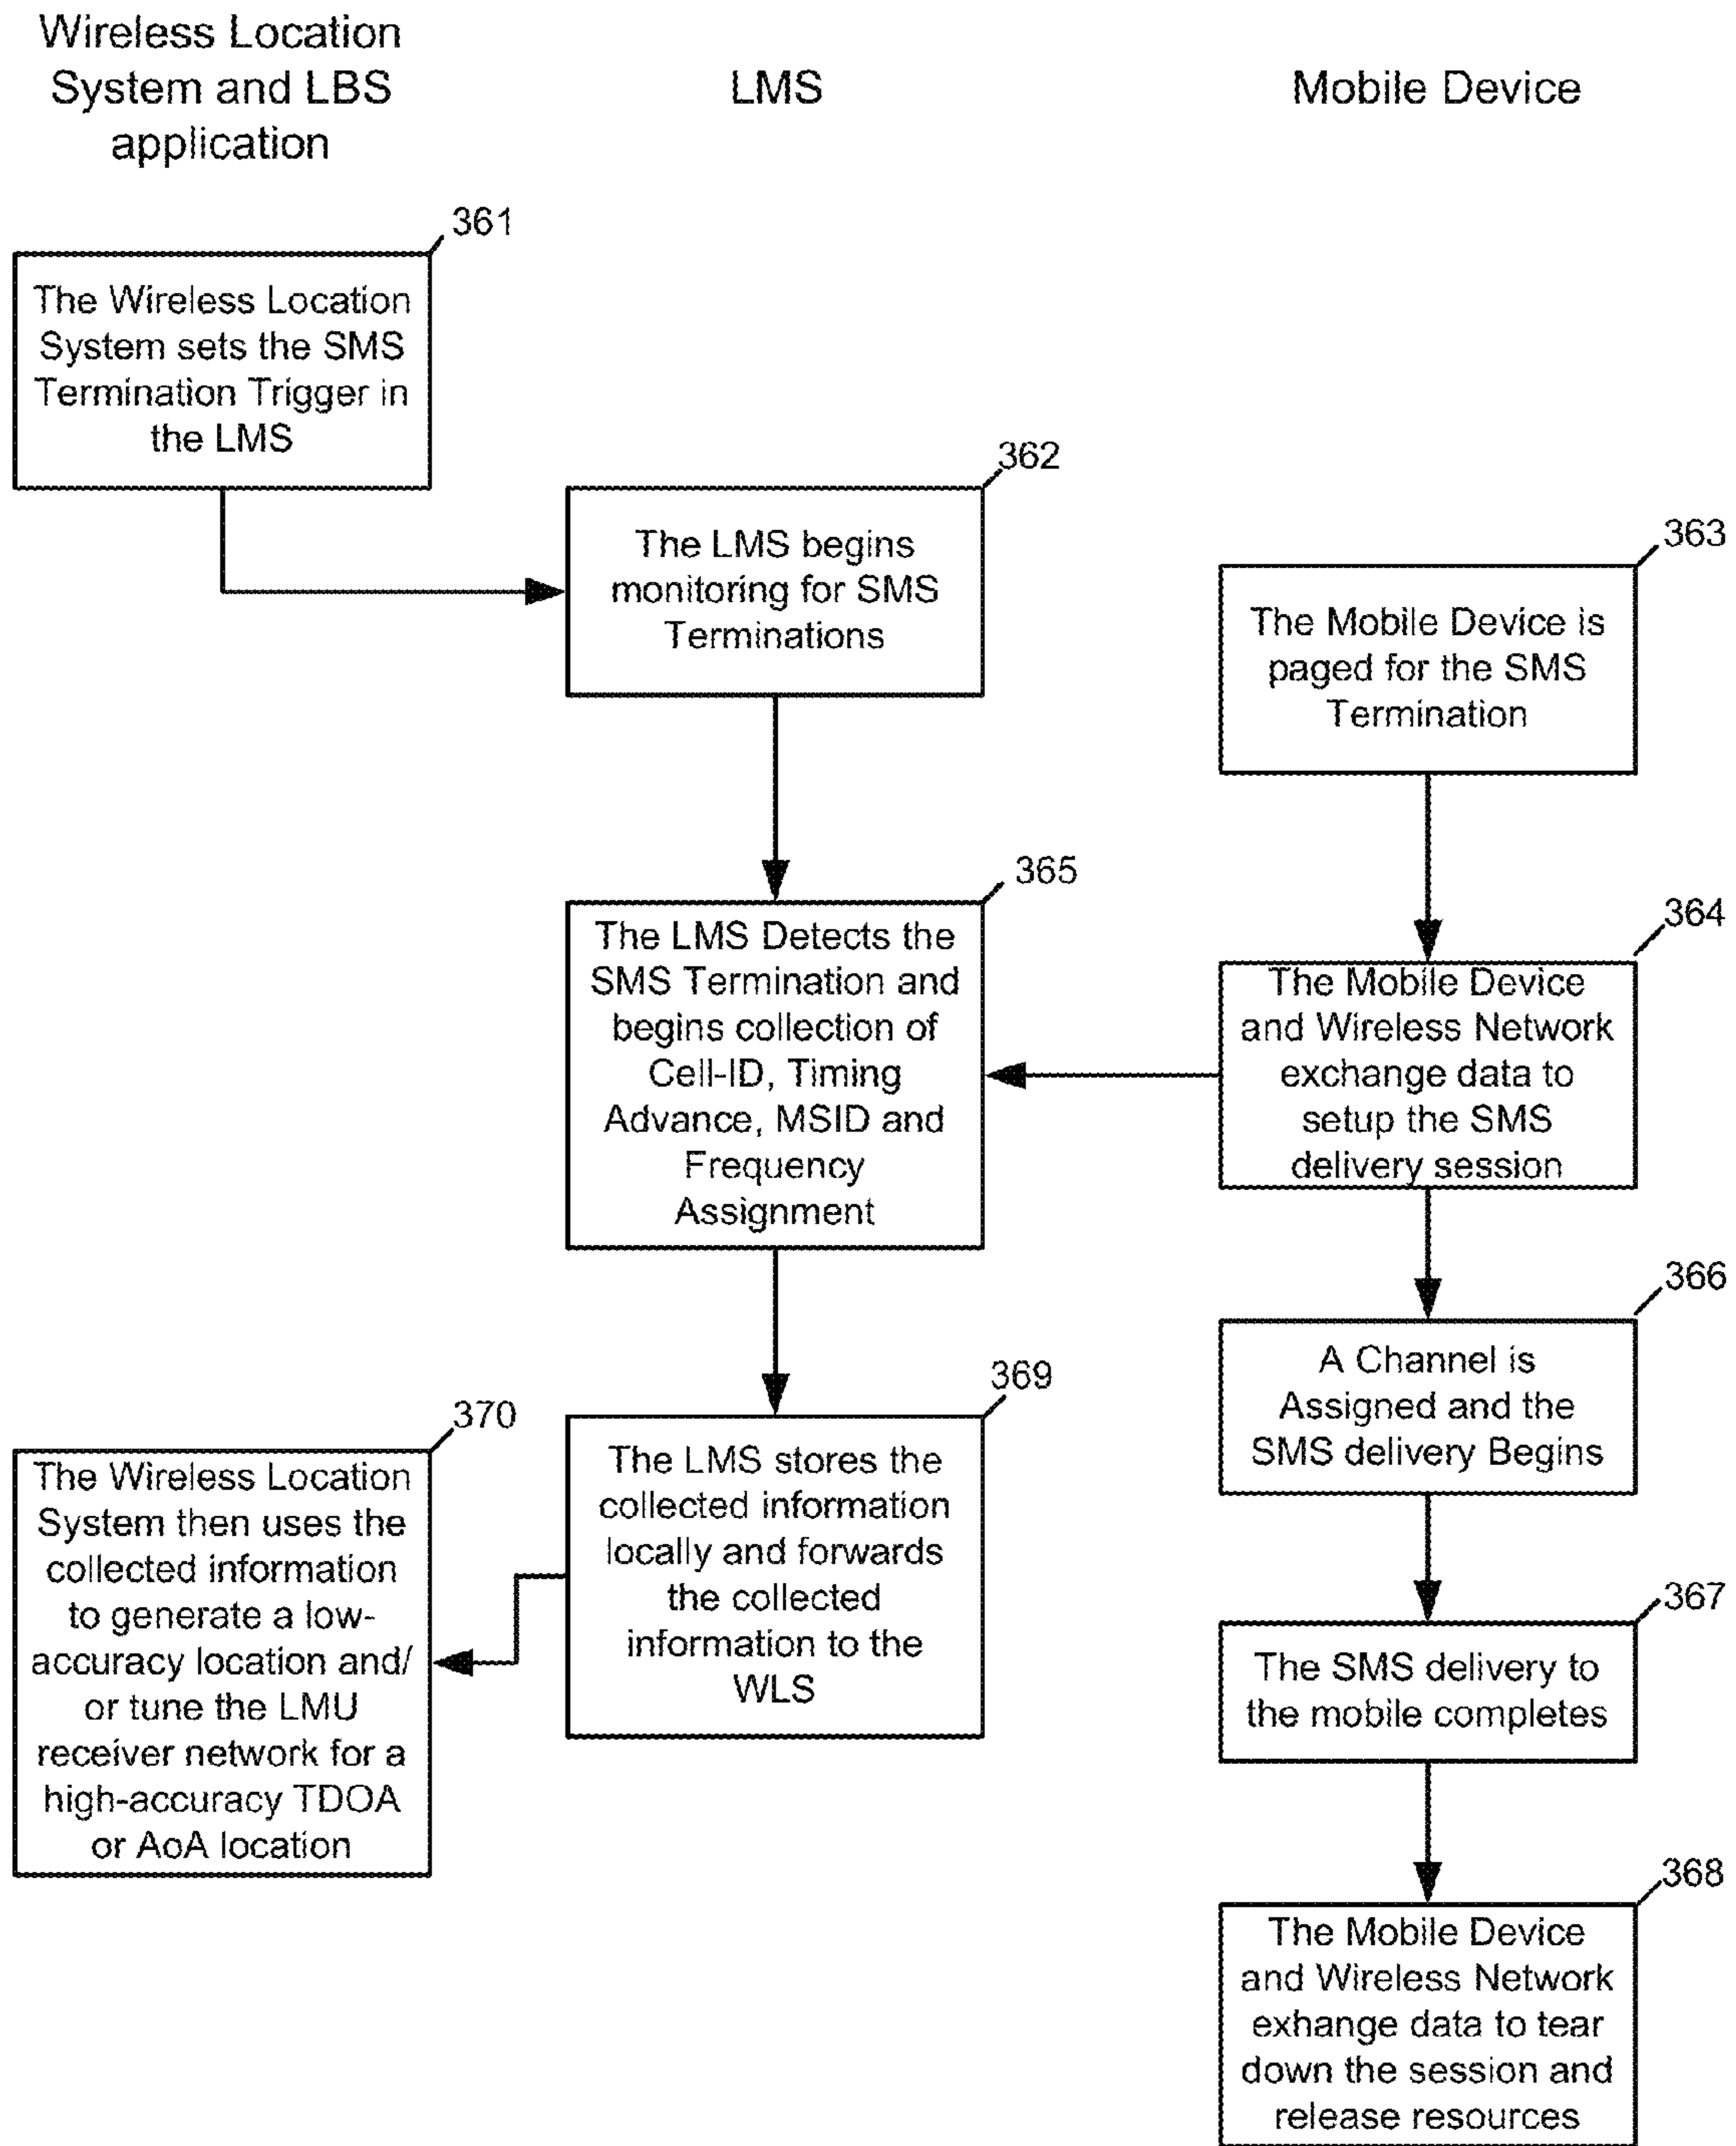 Wireless Location
System and LBS
application
LMS
Mobile Device
361
The Wireless Location
System sets the SMS
Termination Trigger in
the LMS
362
The LMS begins
monitoring for SMS
Terminations
363
The Mobile Device is
paged for the SMS
Termination
365
The LMS Detects the
SMS Termination and
begins collection of
Cell-ID, Timing
Advance, MSID and
Frequency
Assignment
364
The Mobile Device
and Wireless Network
exchange data to
setup the SMS
delivery session
366
A Channel is
Assigned and the
SMS delivery Begins
369
The LMS stores the
collected information
locally and forwards
the collected
information to the
WLS
370
The Wireless Location
System then uses the
collected information
to generate a low-
accuracy location and/
or tune the LMU
receiver network for a
high-accuracy TDOA
or AoA location
367
The SMS delivery to
the mobile completes
368
The Mobile Device
and Wireless Network
exhange data to tear
down the session and
release resources